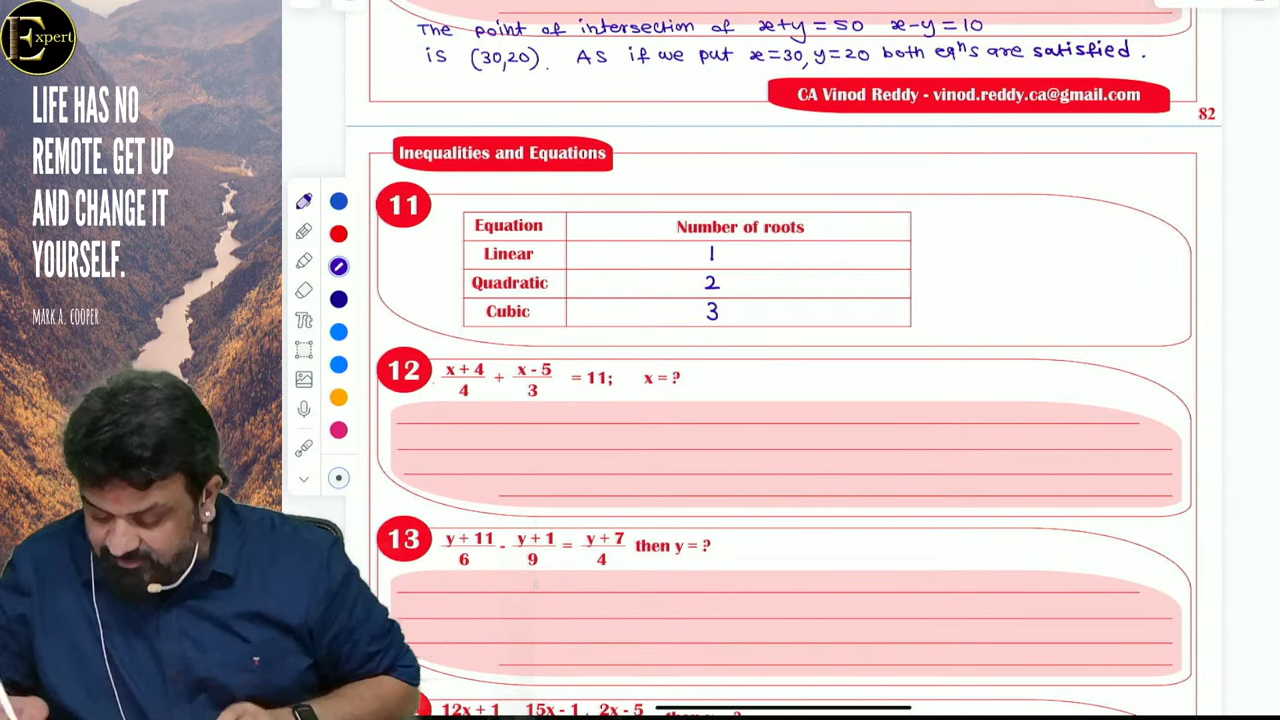 Expert
LIFE HAS NO
REMOTE. GET UP
AND CHANGE IT
YOURSELF.
MARK A. COOPER
The point of intersection of x+y = 50 x-y = 10
is (30,20). As if we put x=30, y=20 both eqⁿs are satisfied.
CA Vinod Reddy - vinod.reddy.ca@gmail.com
82
Inequalities and Equations
11
Equation Number of roots
Linear 1
Quadratic 2
Cubic 3
12 (x + 4)/4 + (x - 5)/3 = 11; x = ?
13 (y + 11)/6 - (y + 1)/9 = (y + 7)/4 then y = ?
12x + 1 15x - 1 2x - 5
Tt